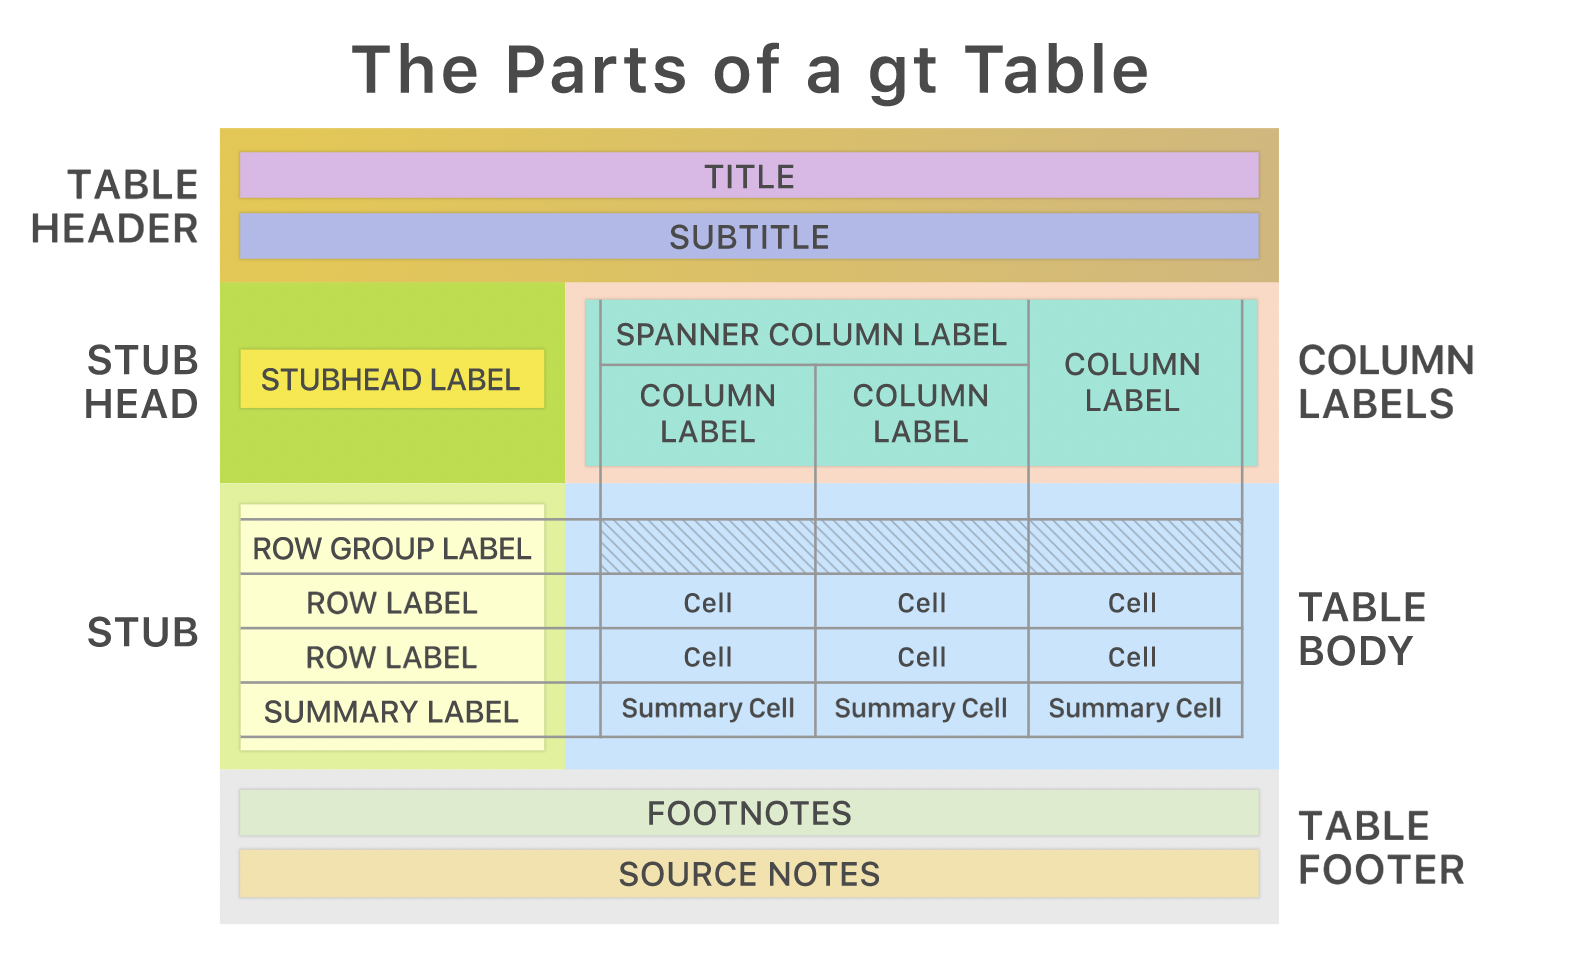 The Parts of a gt Table
TABLE
HEADER
TITLE
SUBTITLE
STUB
HEAD
STUBHEAD LABEL
SPANNER COLUMN LABEL
COLUMN
LABEL
COLUMN
LABEL
COLUMN
LABEL
COLUMN
LABELS
STUB
ROW GROUP LABEL
ROW LABEL
Cell
Cell
Cell
ROW LABEL
Cell
Cell
Cell
SUMMARY LABEL
Summary Cell
Summary Cell
Summary Cell
TABLE
BODY
FOOTNOTES
SOURCE NOTES
TABLE
FOOTER